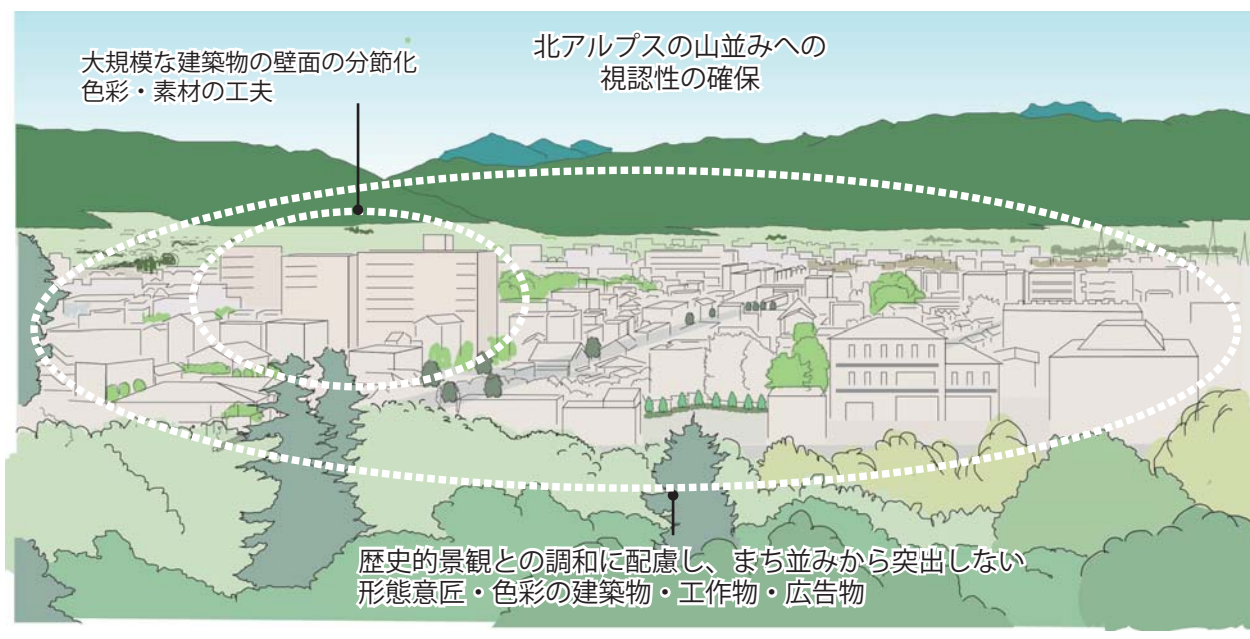 大規模な建築物の壁面の分節化
色彩・素材の工夫
北アルプスの山並みへの
視認性の確保
歴史的景観との調和に配慮し、まち並みから突出しない
形態意匠・色彩の建築物・工作物・広告物